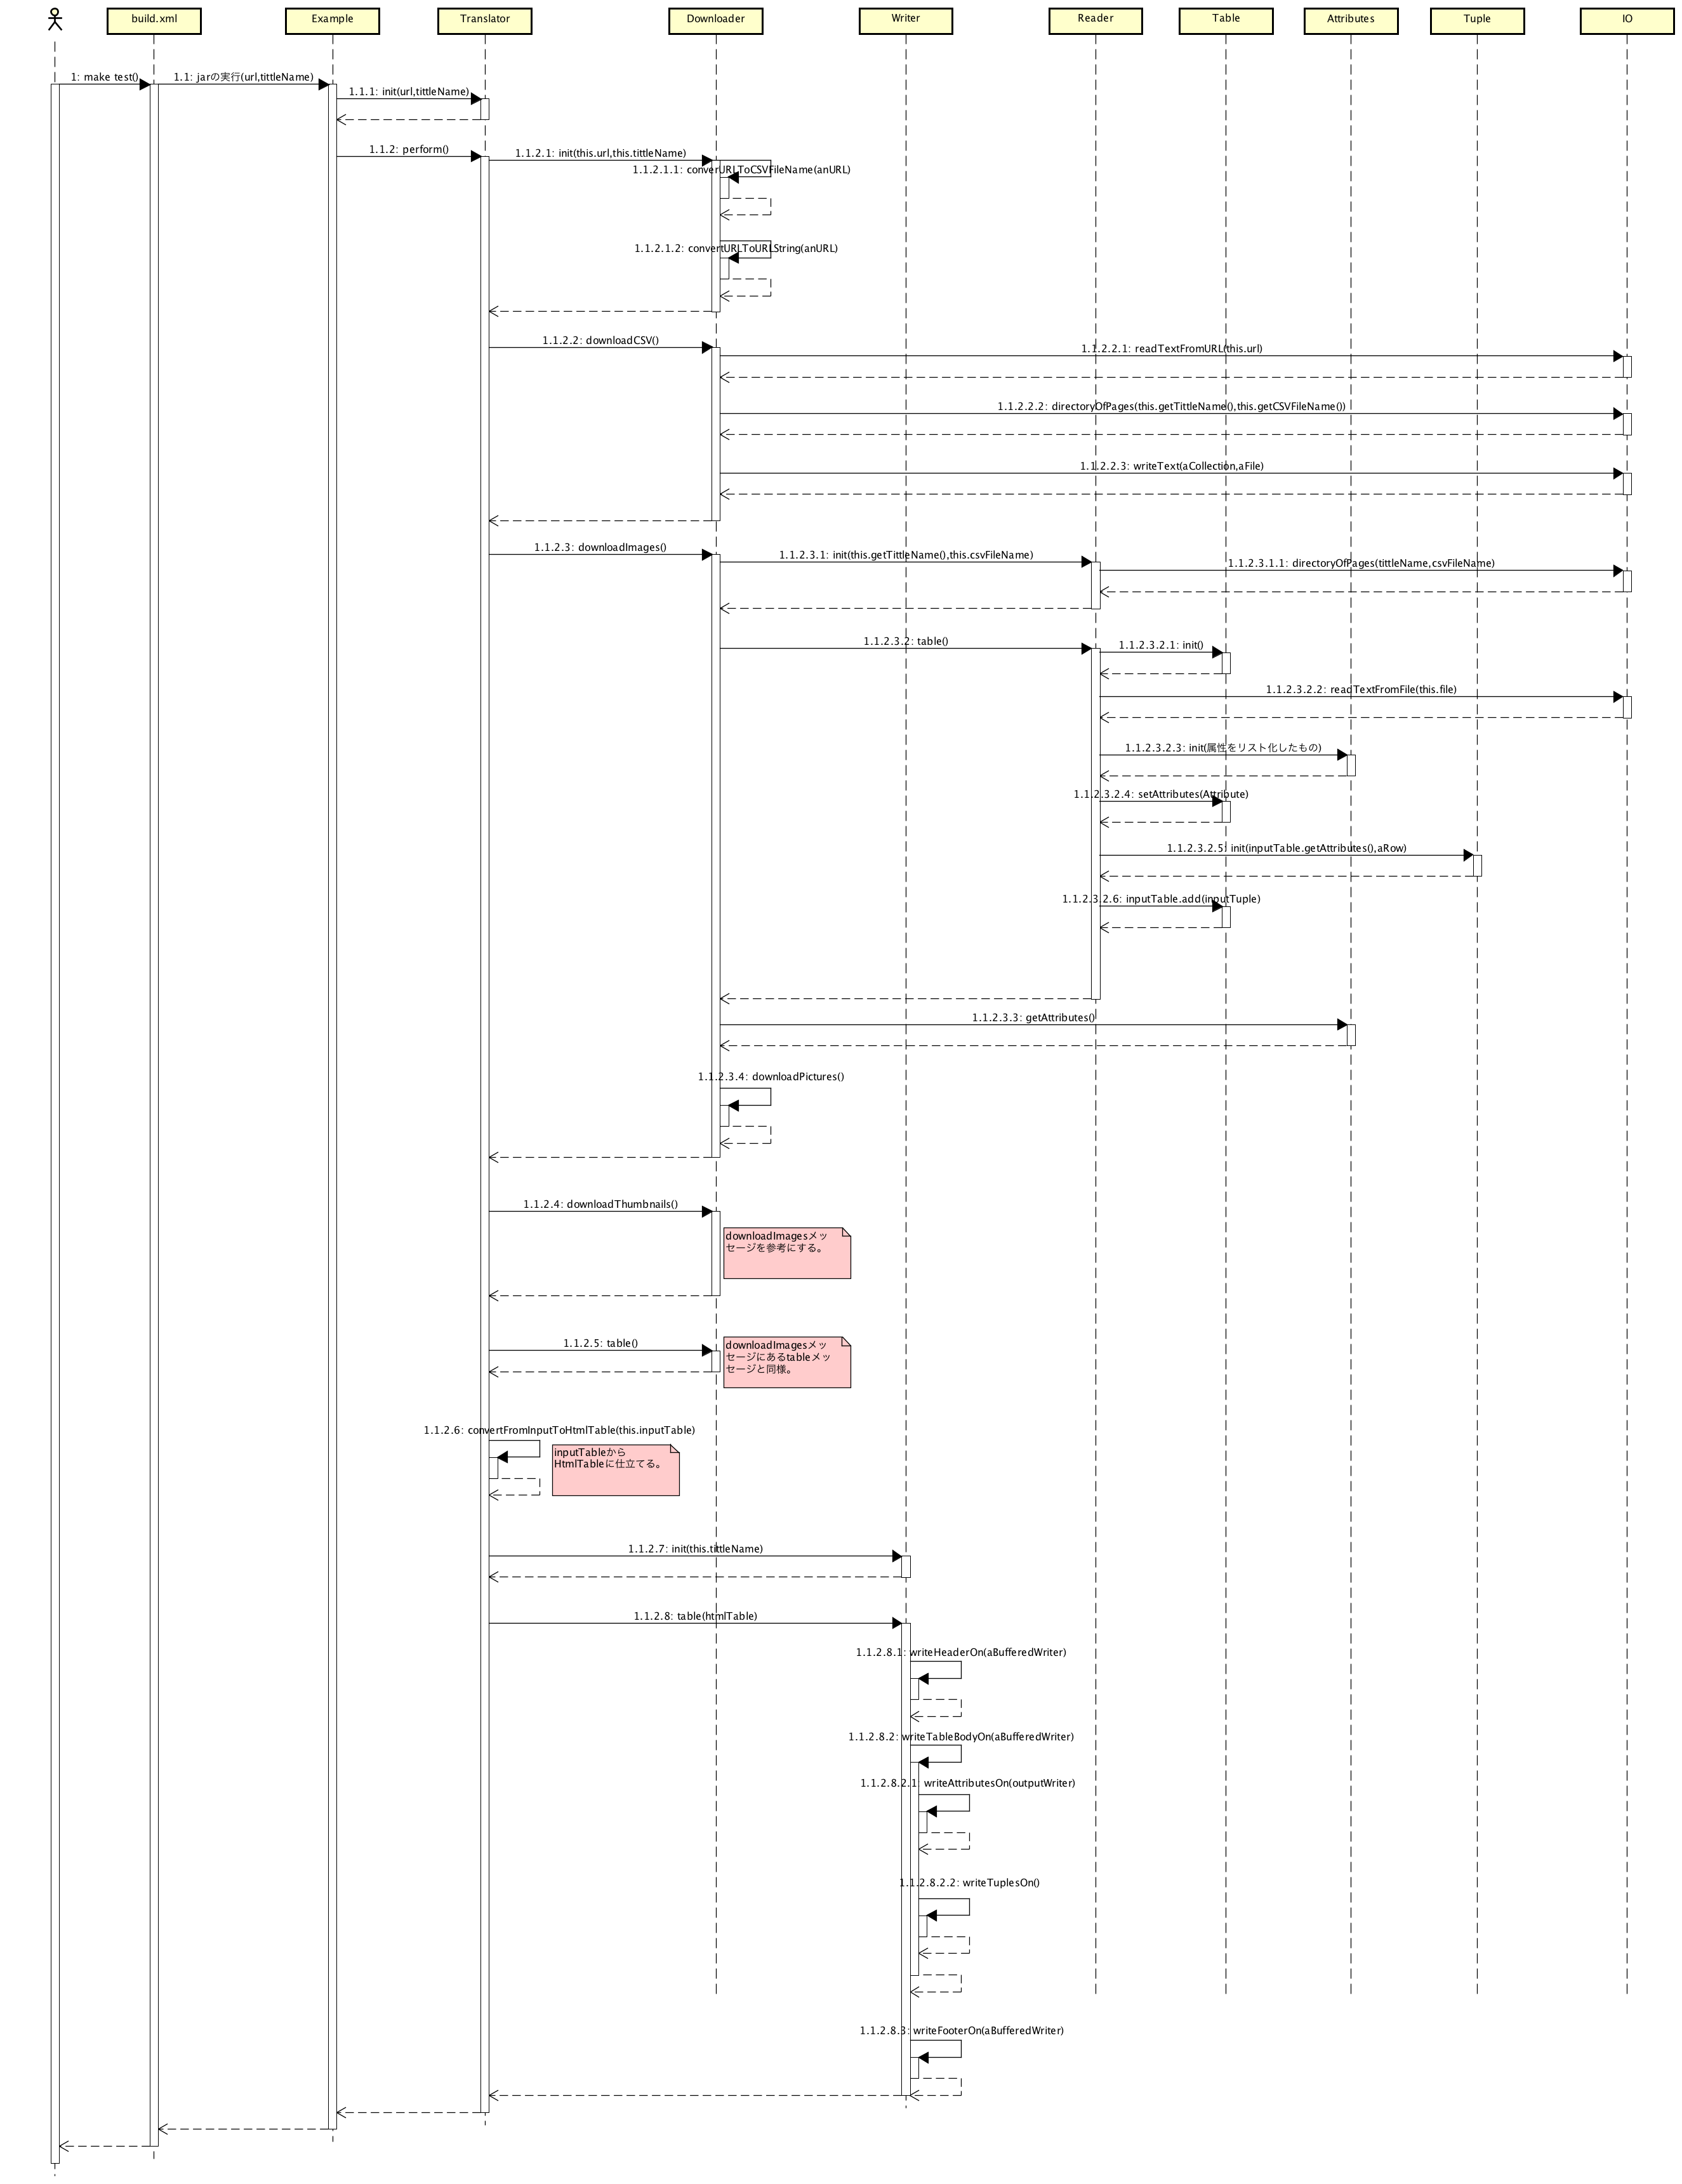 build.xml
Example
Translator
Downloader
Writer
Reader
Table
Attributes
Tuple
IO
1: make test()
1.1: jarの実行(url,tittleName)
1.1.1: init(url,tittleName)
1.1.2: perform()
1.1.2.1: init(this.url,this.tittleName)
1.1.2.1.1: converURLToCSVFileName(anURL)
1.1.2.1.2: convertURLToURLString(anURL)
1.1.2.2: downloadCSV()
1.1.2.2.1: readTextFromURL(this.url)
1.1.2.2.2: directoryOfPages(this.getTittleName(),this.getCSVFileName())
1.1.2.2.3: writeText(aCollection,aFile)
1.1.2.3: downloadImages()
1.1.2.3.1: init(this.getTittleName(),this.csvFileName)
1.1.2.3.1.1: directoryOfPages(tittleName,csvFileName)
1.1.2.3.2: table()
1.1.2.3.2.1: init()
1.1.2.3.2.2: readTextFromFile(this.file)
1.1.2.3.2.3: init(属性をリスト化したもの)
1.1.2.3.2.4: setAttributes(Attribute)
1.1.2.3.2.5: init(inputTable.getAttributes(),aRow)
1.1.2.3.2.6: inputTable.add(inputTuple)
1.1.2.3.3: getAttributes()
1.1.2.3.4: downloadPictures()
1.1.2.4: downloadThumbnails()
downloadImagesメッ
セージを参考にする。
1.1.2.5: table()
downloadImagesメッ
セージにあるtableメッ
セージと同様。
1.1.2.6: convertFromInputToHtmlTable(this.inputTable)
inputTableから
HtmlTableに仕立てる。
1.1.2.7: init(this.tittleName)
1.1.2.8: table(htmlTable)
1.1.2.8.1: writeHeaderOn(aBufferedWriter)
1.1.2.8.2: writeTableBodyOn(aBufferedWriter)
1.1.2.8.2.1: writeAttributesOn(outputWriter)
1.1.2.8.2.2: writeTuplesOn()
1.1.2.8.3: writeFooterOn(aBufferedWriter)